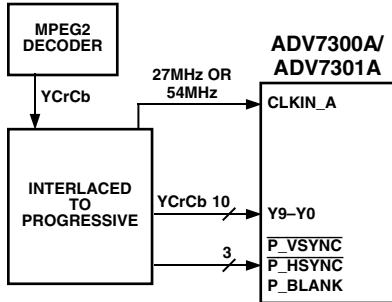 MPEG2
DECODER
YCrCb
INTERLACED
TO
PROGRESSIVE
27MHz OR
54MHz
YCrCb 10
3
ADV7300A/
ADV7301A
CLKIN_A
Y9–Y0
P_VSYNC
P_HSYNC
P_BLANK